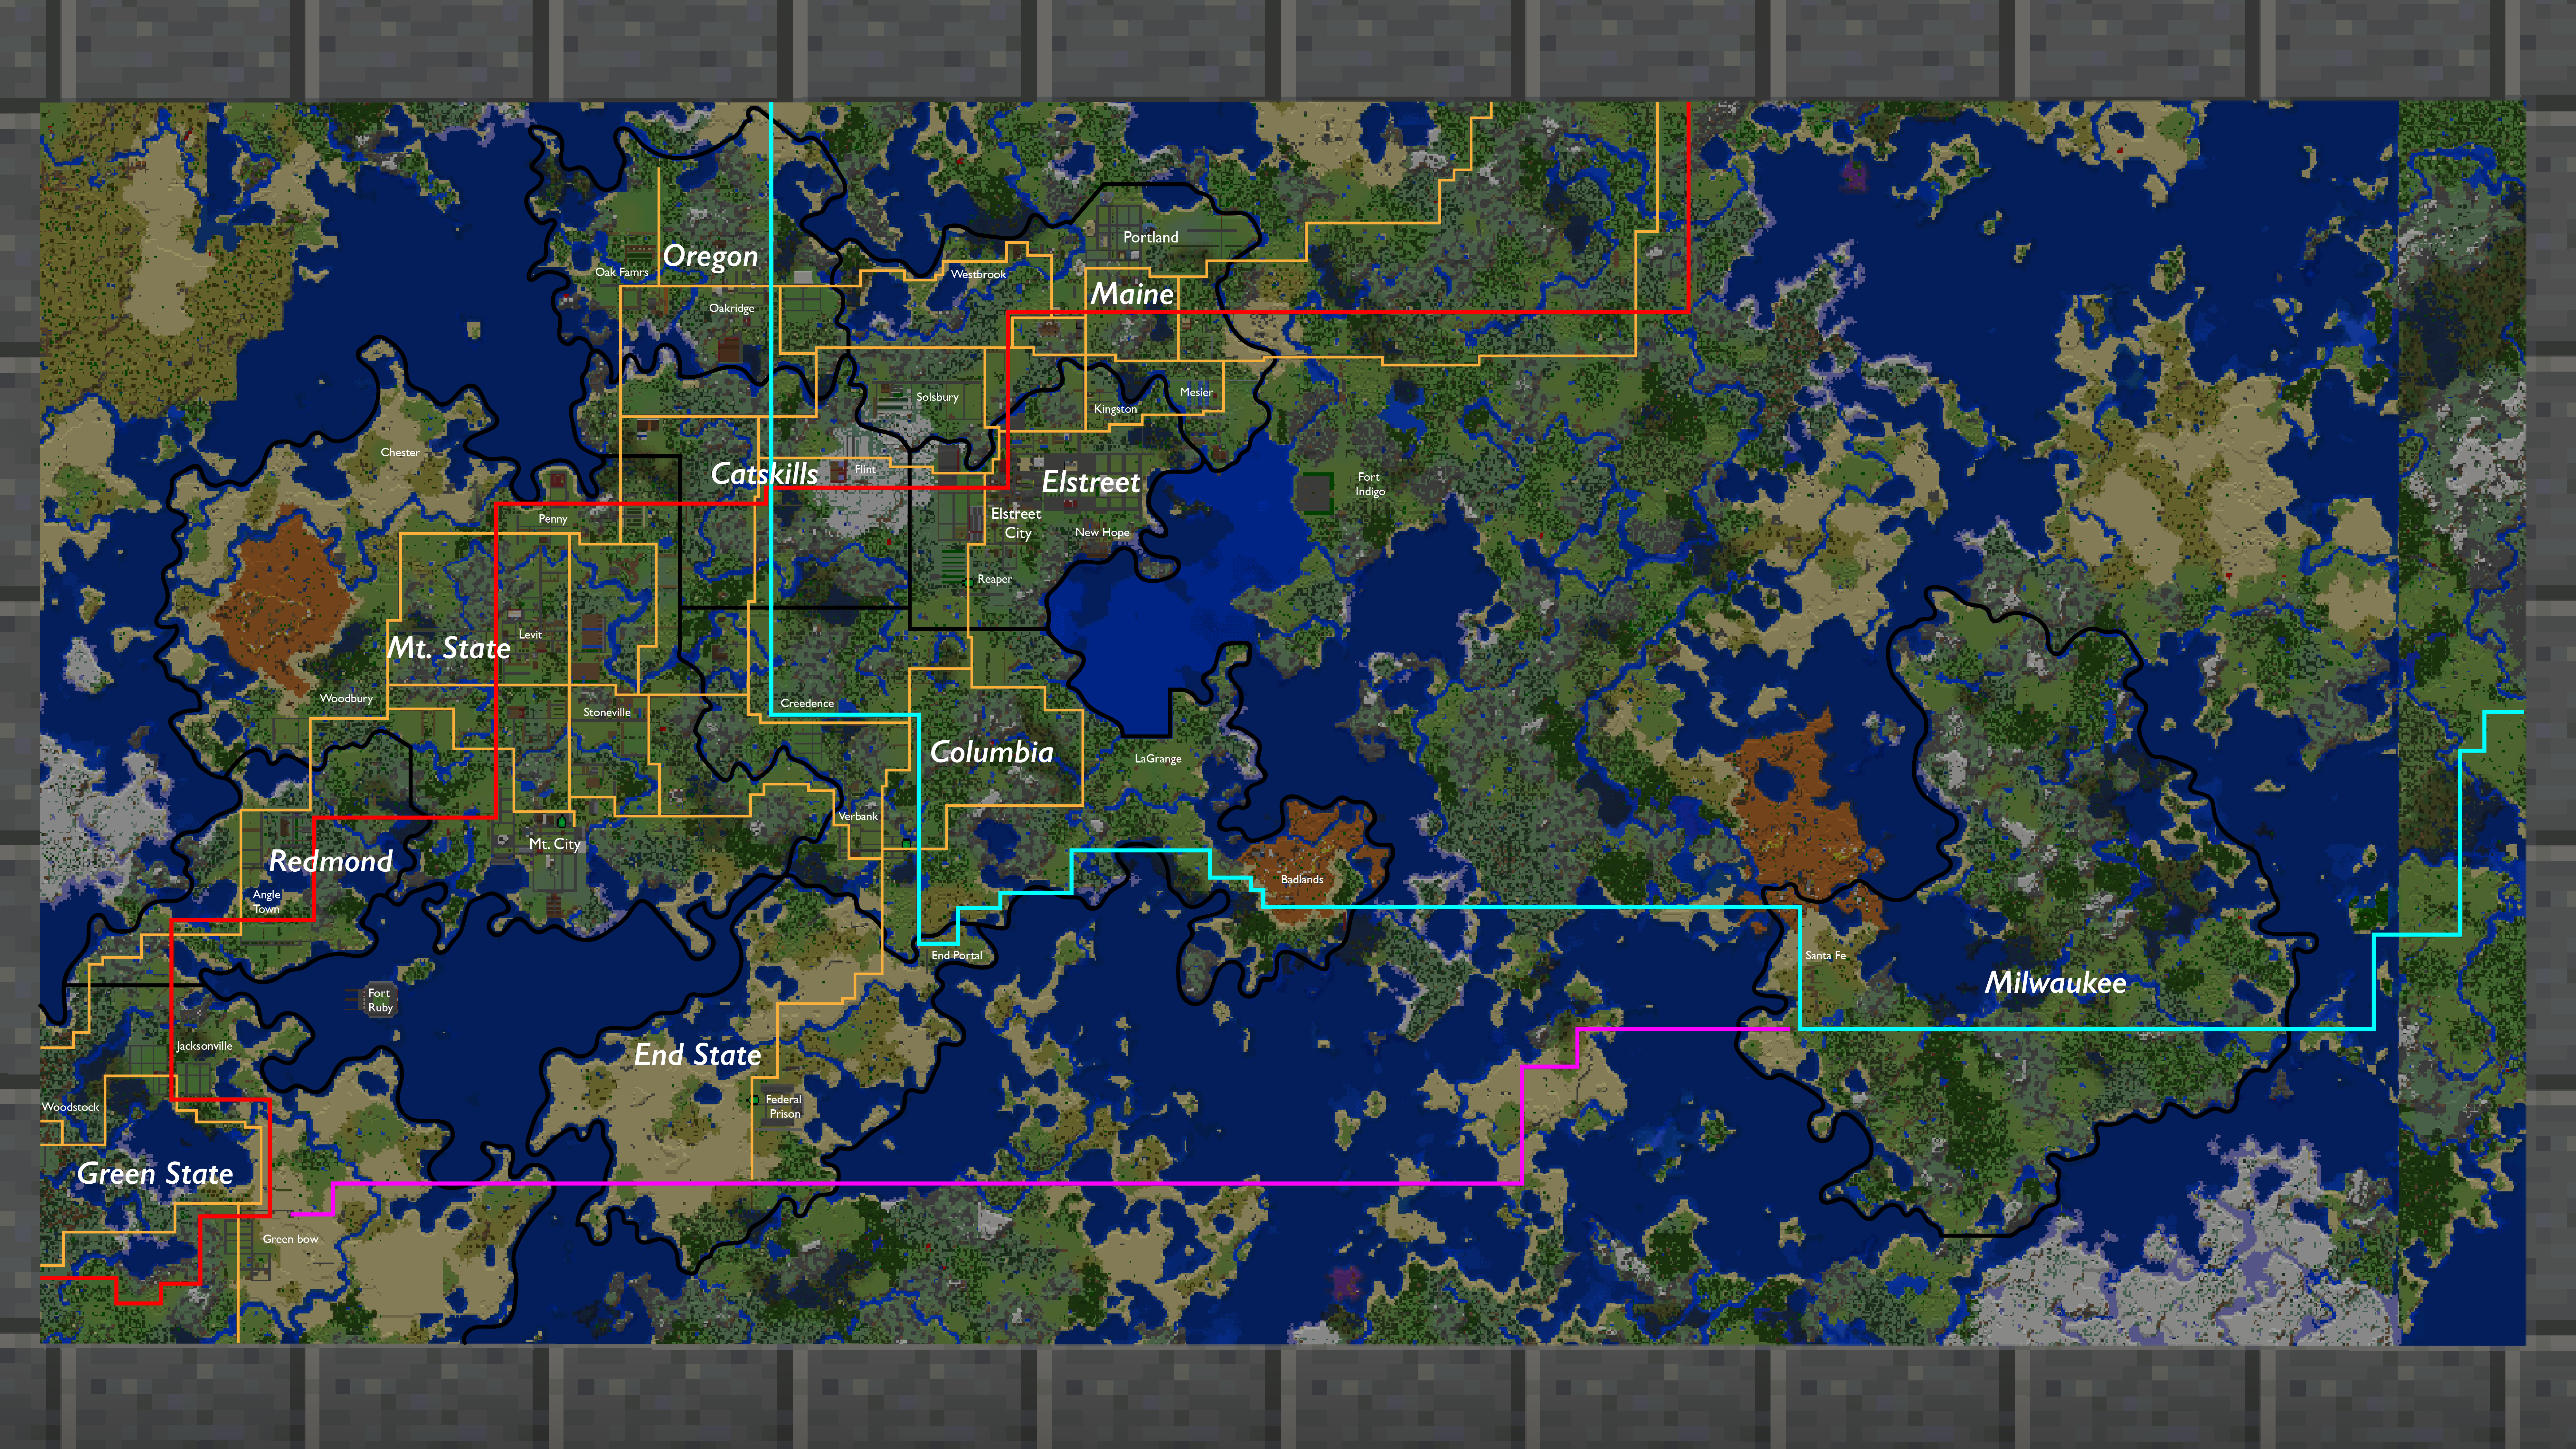 Portland
Oregon
Oak Famrs
Westbrook
Maine
Oakridge
Mesier
Solsbury
Kingston
Chester
Flint
Catskills
Elstreet
Fort
Indigo
Elstreet
City
Penny
New Hope
Reaper
Levit
Mt. State
Woodbury
Creedence
Stoneville
Columbia
LaGrange
Verbank
Mt. City
Redmond
Badlands
Angle
Town
End Portal
Santa Fe
Milwaukee
Fort
Ruby
Jacksonville
End State
Federal
Prison
Woodstock
Green State
Green bow